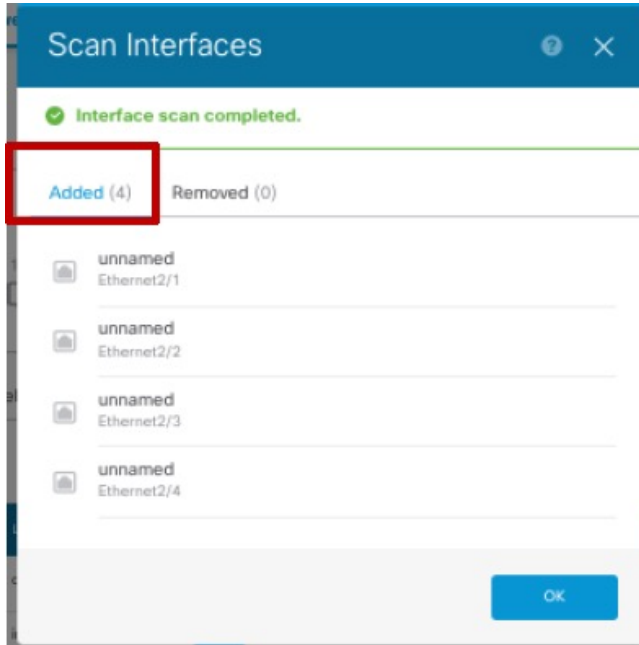 Scan Interfaces
Interface scan completed.
Added (4) Removed (0)
unnamed
Ethernet2/1
unnamed
Ethernet2/2
unnamed
Ethernet2/3
unnamed
Ethernet2/4
OK